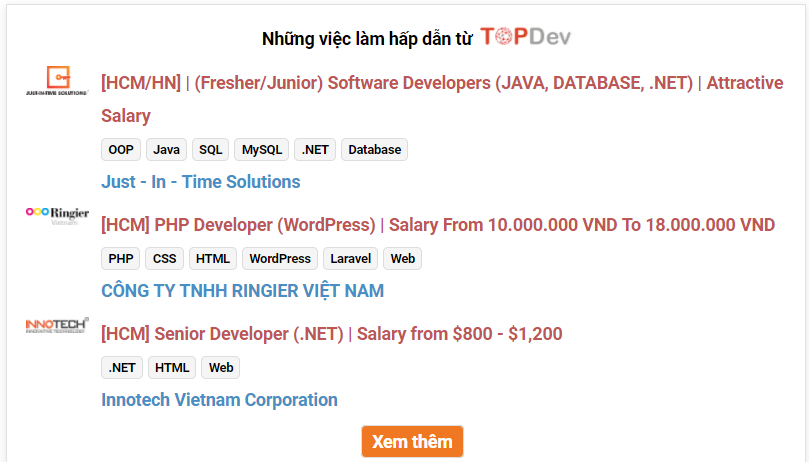 Những việc làm hấp dẫn từ TOPDev
JUST-IN-TIME SOLUTIONS
[HCM/HN] | (Fresher/Junior) Software Developers (JAVA, DATABASE, .NET) | Attractive
Salary
OOP Java SQL MySQL .NET Database
Just - In - Time Solutions
Ringier
Vietnam
[HCM] PHP Developer (WordPress) | Salary From 10.000.000 VND To 18.000.000 VND
PHP CSS HTML WordPress Laravel Web
CÔNG TY TNHH RINGIER VIỆT NAM
INNOTECH
INNOVATIVE TECHNOLOGY
[HCM] Senior Developer (.NET) | Salary from $800 - $1,200
.NET HTML Web
Innotech Vietnam Corporation
Xem thêm